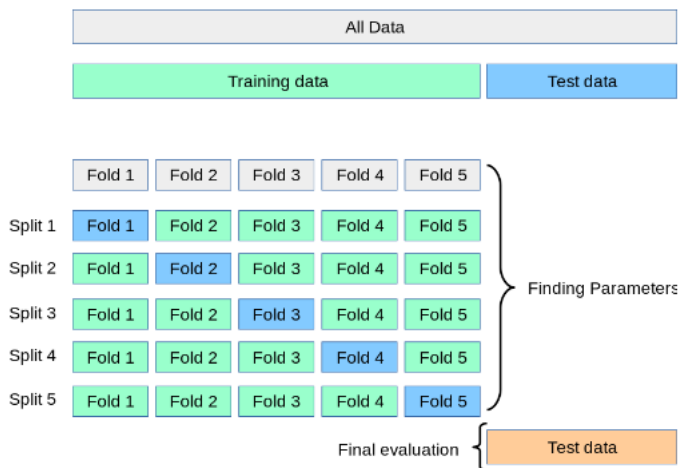 All Data
Training data Test data
Fold 1 Fold 2 Fold 3 Fold 4 Fold 5
Split 1 Fold 1 Fold 2 Fold 3 Fold 4 Fold 5
Split 2 Fold 1 Fold 2 Fold 3 Fold 4 Fold 5
Finding Parameters
Split 3 Fold 1 Fold 2 Fold 3 Fold 4 Fold 5
Split 4 Fold 1 Fold 2 Fold 3 Fold 4 Fold 5
Split 5 Fold 1 Fold 2 Fold 3 Fold 4 Fold 5
Final evaluation Test data